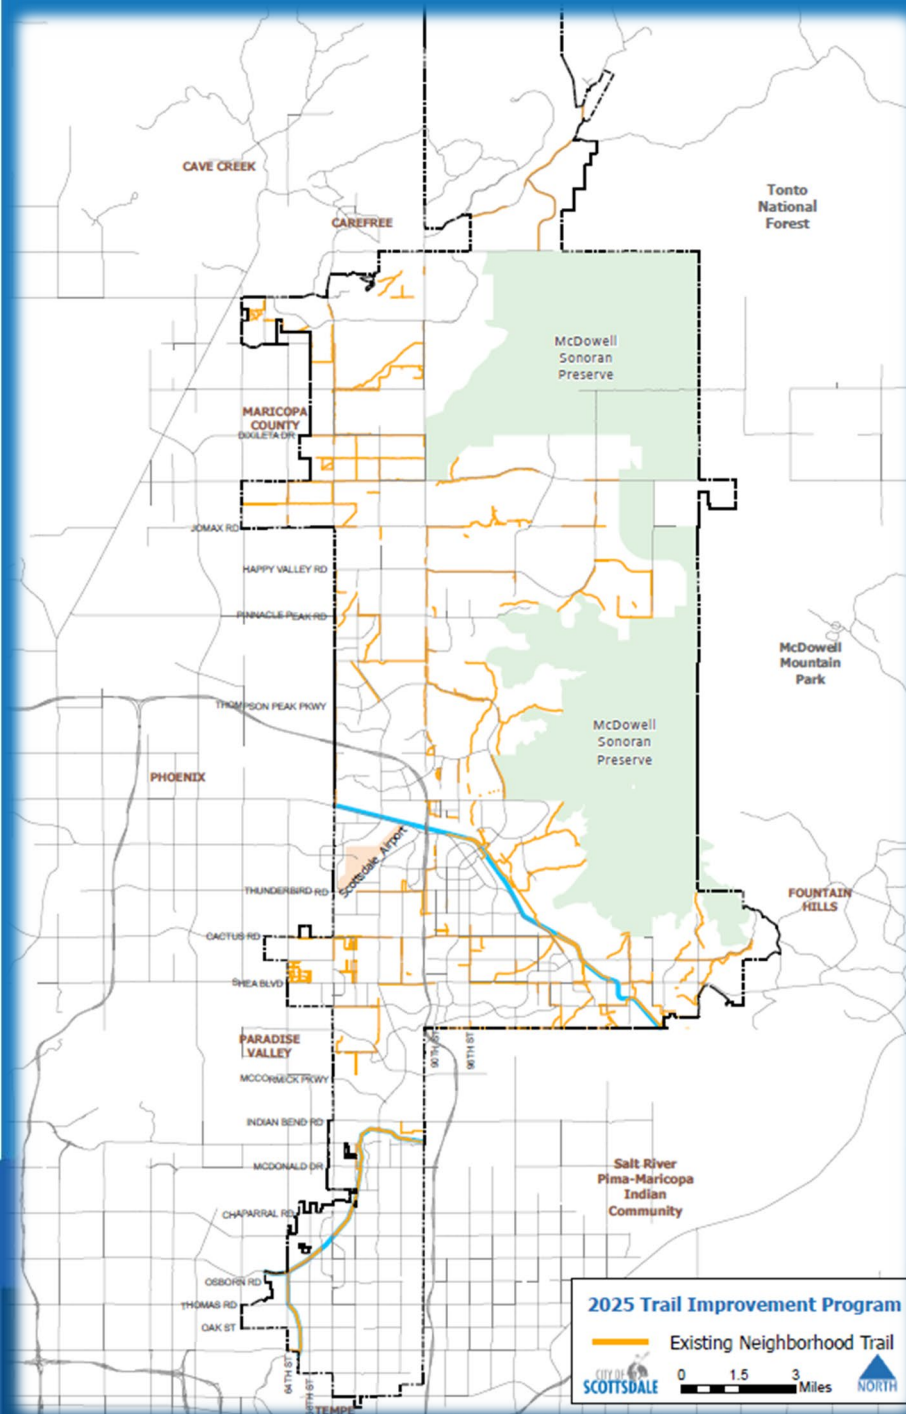 CAVE CREEK
Tonto
National
Forest
CAREFREE
McDowell
Sonoran
Preserve
MARICOPA
COUNTY
DIXILETA DR
JOMAX RD
HAPPY VALLEY RD
PINNACLE PEAK RD
McDowell
Mountain
Park
THOMPSON PEAK PKWY
McDowell
Sonoran
Preserve
PHOENIX
Scottsdale Airport
THUNDERBIRD RD
FOUNTAIN
HILLS
CACTUS RD
SHEA BLVD
PARADISE
VALLEY
90TH ST
96TH ST
MCCORMICK PKWY
INDIAN BEND RD
MCDONALD DR
Salt River
Pima-Maricopa
Indian
Community
CHAPARRAL RD
OSBORN RD
THOMAS RD
OAK ST
64TH ST
TEMPE
2025 Trail Improvement Program
Existing Neighborhood Trail
CITY OF
SCOTTSDALE
0 1.5 3
Miles
NORTH